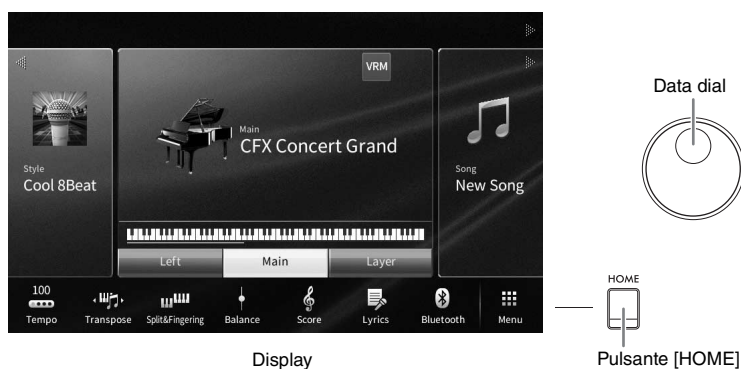 VRM
Data dial
Main
CFX Concert Grand
Style
Cool 8Beat
Song
New Song
Left
Main
Layer
100
Tempo
Transpose
Split&Fingering
Balance
Score
Lyrics
Bluetooth
Menu
HOME
Display
Pulsante [HOME]